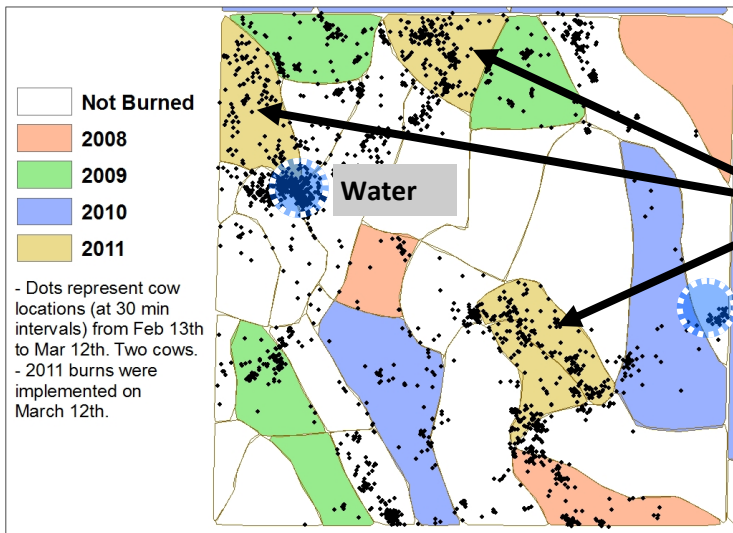 Not Burned
2008
2009
2010
2011
- Dots represent cow
locations (at 30 min
intervals) from Feb 13th
to Mar 12th. Two cows.
- 2011 burns were
implemented on
March 12th.
Water